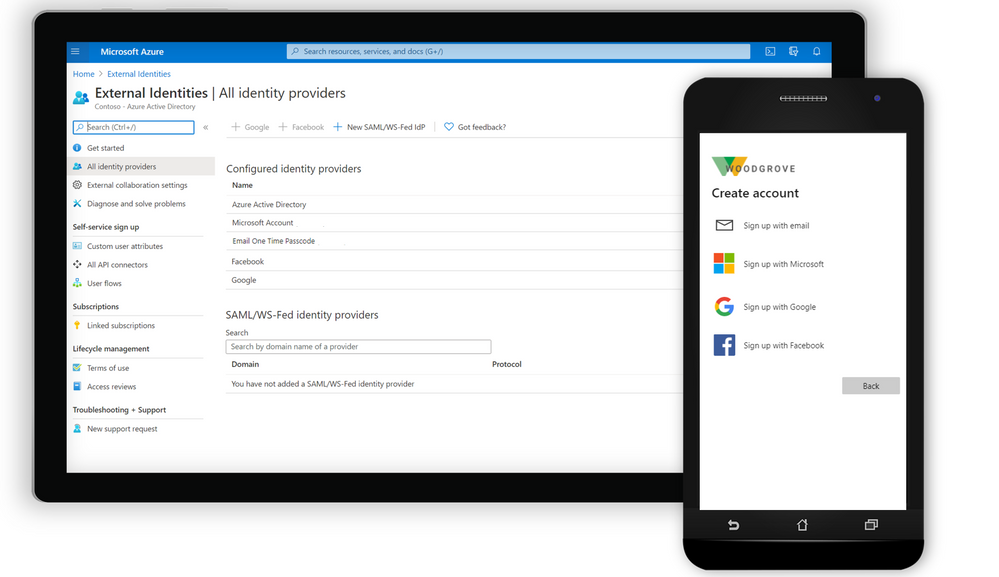 Microsoft Azure
Search resources, services, and docs (G+/)
Home > External Identities
External Identities | All identity providers
Contoso - Azure Active Directory
Search (Ctrl+/)
«
Google
Facebook
New SAML/WS-Fed IdP
Got feedback?
Get started
All identity providers
External collaboration settings
Diagnose and solve problems
Self-service sign up
Custom user attributes
All API connectors
User flows
Subscriptions
Linked subscriptions
Lifecycle management
Terms of use
Access reviews
Troubleshooting + Support
New support request
Configured identity providers
Name
Azure Active Directory
Microsoft Account
Email One Time Passcode
Facebook
Google
SAML/WS-Fed identity providers
Search
Search by domain name of a provider
Domain Protocol
You have not added a SAML/WS-Fed identity provider
WOODGROVE
Create account
Sign up with email
Sign up with Microsoft
Sign up with Google
Sign up with Facebook
Back